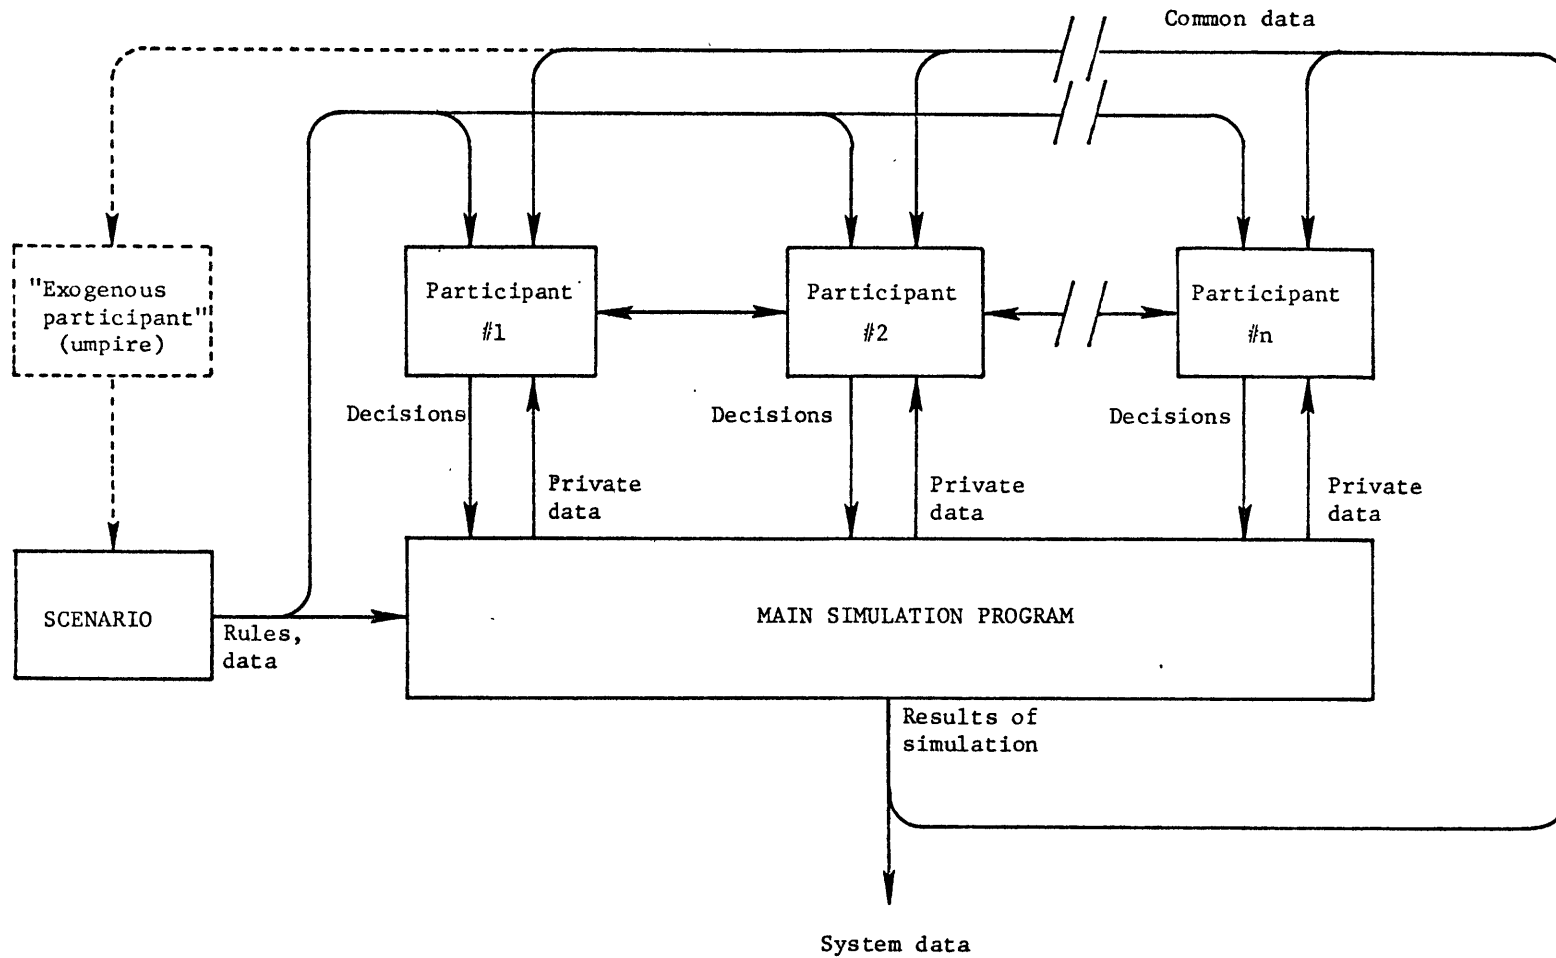 Common data
"Exogenous
participant"
(umpire)
Participant
#1
Participant
#2
Participant
#n
Decisions
Decisions
Decisions
Private
data
Private
data
Private
data
SCENARIO
Rules,
data
MAIN SIMULATION PROGRAM
Results of
simulation
System data